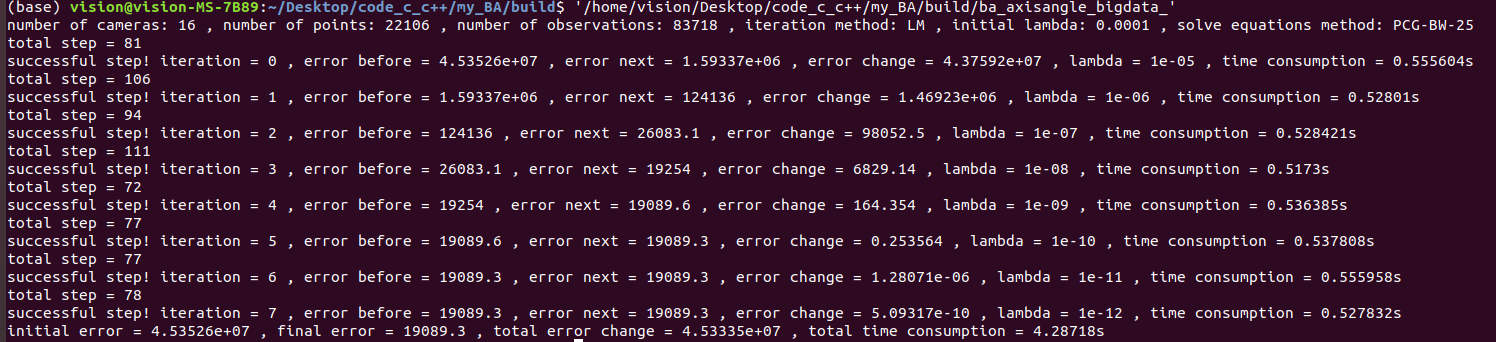 (base) vision@vision-MS-7B89:~/Desktop/code_c_c++/my_BA/build$ '/home/vision/Desktop/code_c_c++/my_BA/build/ba_axisangle_bigdata_'
number of cameras: 16 , number of points: 22106 , number of observations: 83718 , iteration method: LM , initial lambda: 0.0001 , solve equations method: PCG-BW-25
total step = 81
successful step! iteration = 0 , error before = 4.53526e+07 , error next = 1.59337e+06 , error change = 4.37592e+07 , lambda = 1e-05 , time consumption = 0.555604s
total step = 106
successful step! iteration = 1 , error before = 1.59337e+06 , error next = 124136 , error change = 1.46923e+06 , lambda = 1e-06 , time consumption = 0.52801s
total step = 94
successful step! iteration = 2 , error before = 124136 , error next = 26083.1 , error change = 98052.5 , lambda = 1e-07 , time consumption = 0.528421s
total step = 111
successful step! iteration = 3 , error before = 26083.1 , error next = 19254 , error change = 6829.14 , lambda = 1e-08 , time consumption = 0.5173s
total step = 72
successful step! iteration = 4 , error before = 19254 , error next = 19089.6 , error change = 164.354 , lambda = 1e-09 , time consumption = 0.536385s
total step = 77
successful step! iteration = 5 , error before = 19089.6 , error next = 19089.3 , error change = 0.253564 , lambda = 1e-10 , time consumption = 0.537808s
total step = 77
successful step! iteration = 6 , error before = 19089.3 , error next = 19089.3 , error change = 1.28071e-06 , lambda = 1e-11 , time consumption = 0.555958s
total step = 78
successful step! iteration = 7 , error before = 19089.3 , error next = 19089.3 , error change = 5.09317e-10 , lambda = 1e-12 , time consumption = 0.527832s
initial error = 4.53526e+07 , final error = 19089.3 , total error change = 4.53335e+07 , total time consumption = 4.28718s